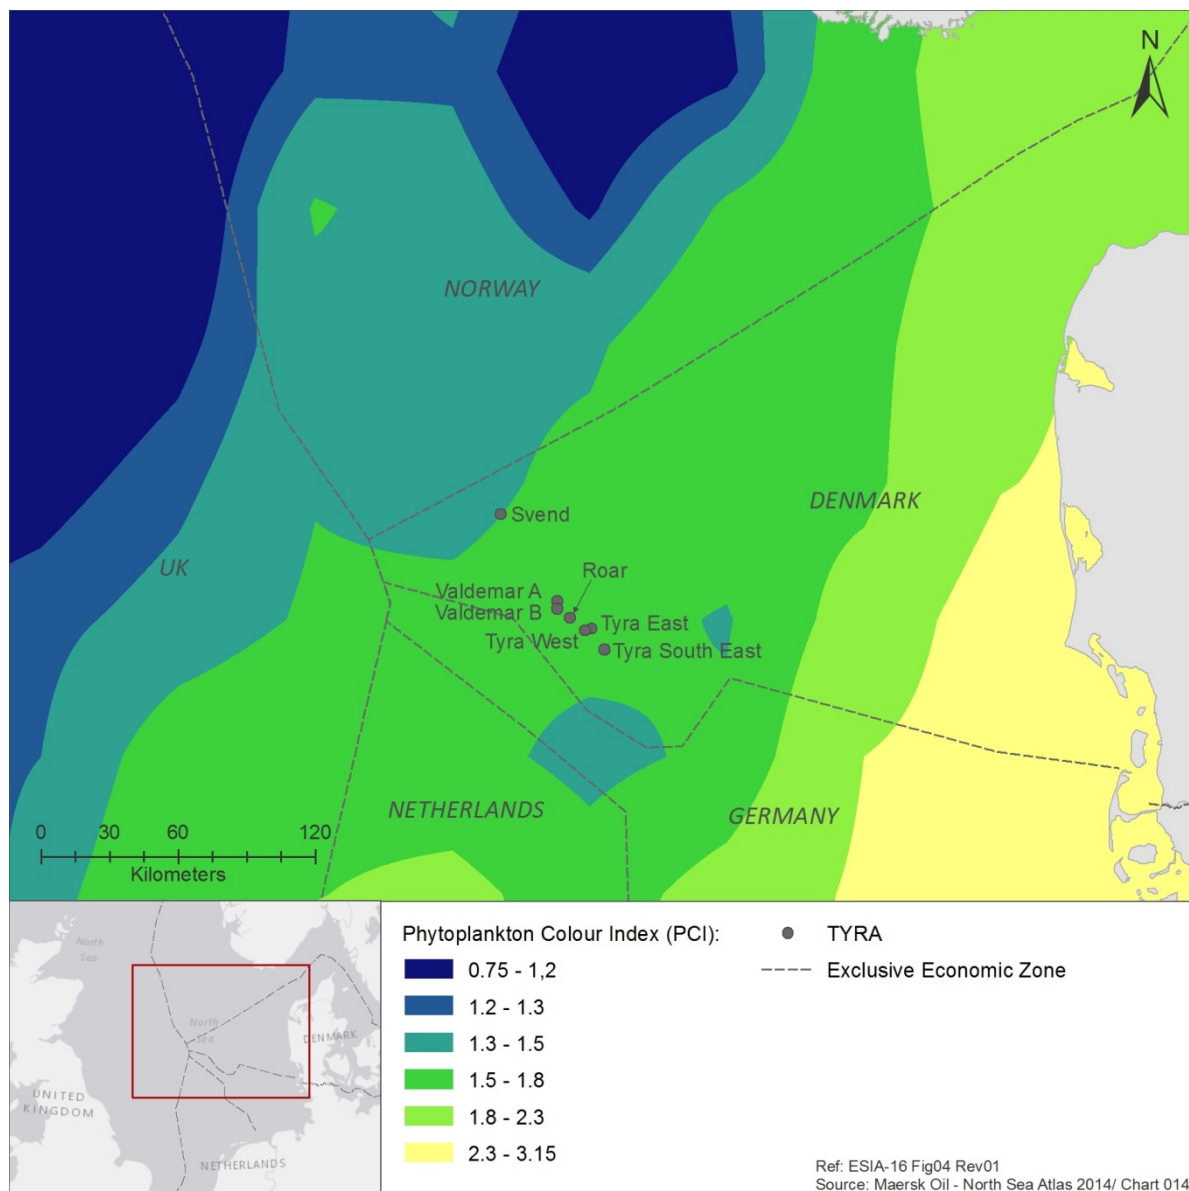 N
NORWAY
DENMARK
Svend
UK
Roar
Valdemar A
Valdemar B
Tyra East
Tyra West
Tyra South East
NETHERLANDS
GERMANY
0 30 60 120
Kilometers
North
Sea
North
Sea
DENMARK
UNITED
KINGDOM
NETHERLANDS
Phytoplankton Colour Index (PCI):
0.75 - 1,2
1.2 - 1.3
1.3 - 1.5
1.5 - 1.8
1.8 - 2.3
2.3 - 3.15
TYRA
Exclusive Economic Zone
Ref: ESIA-16 Fig04 Rev01
Source: Maersk Oil - North Sea Atlas 2014/ Chart 014